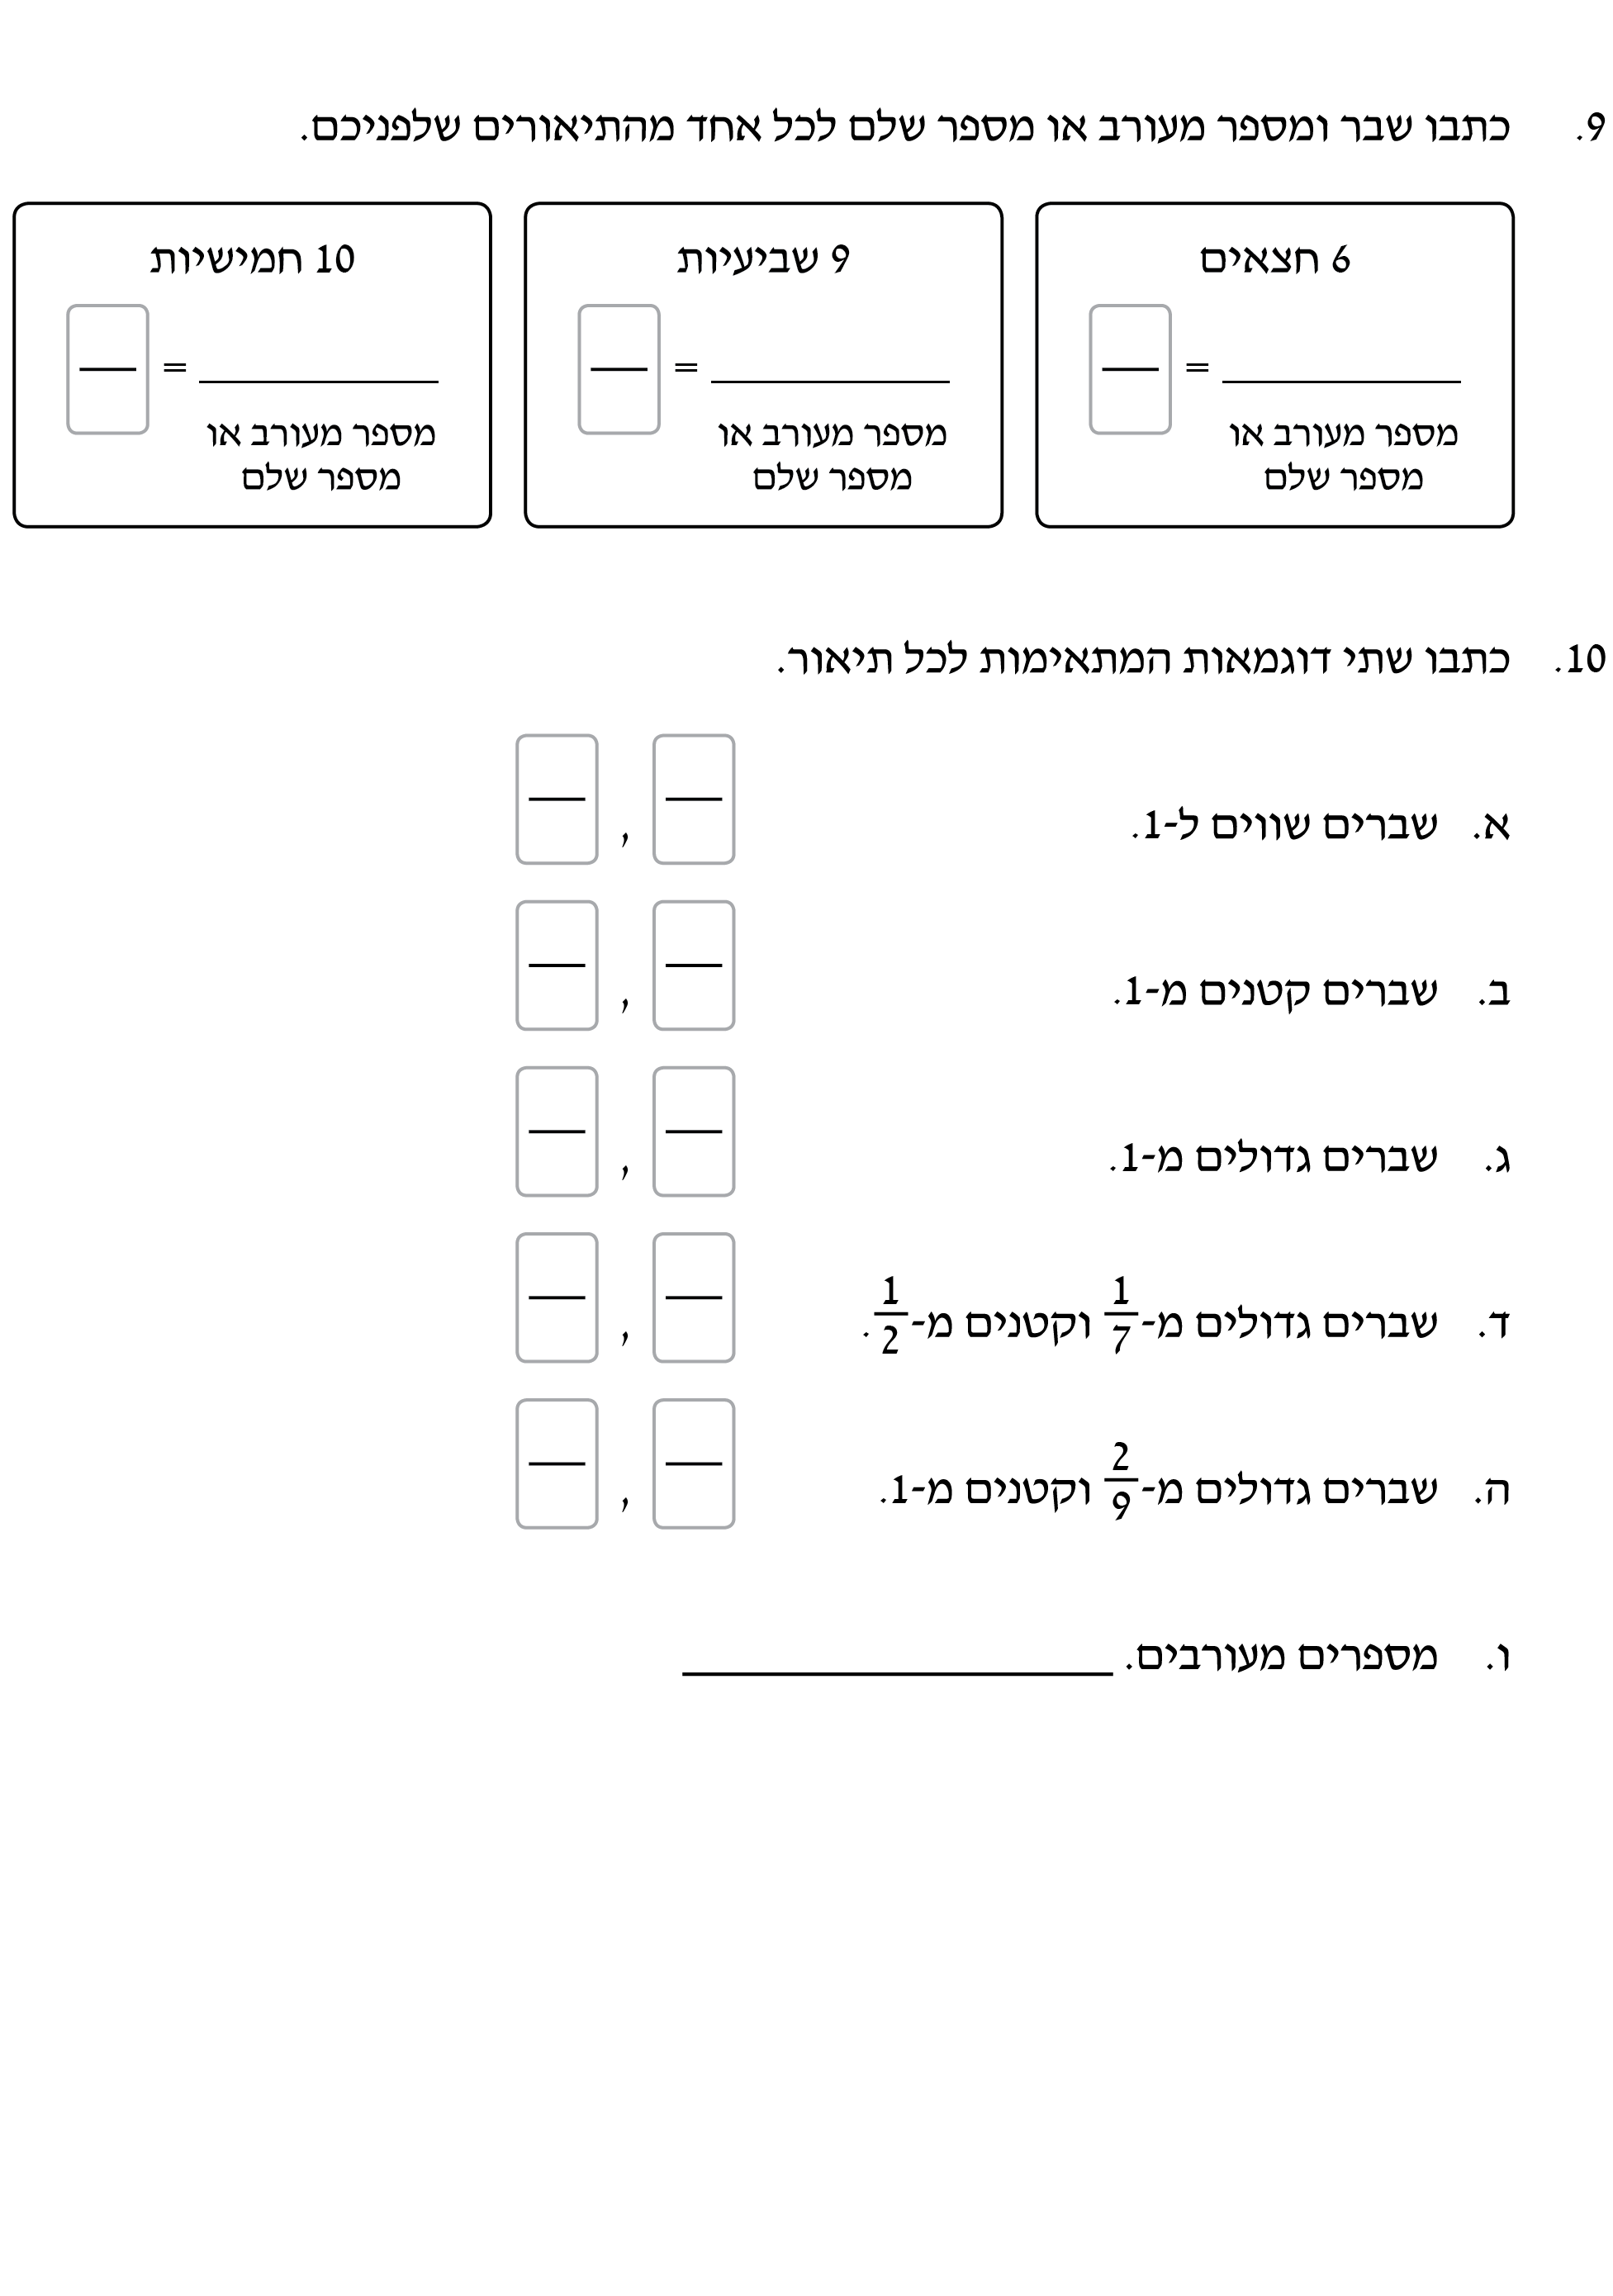 9. כתבו שבר ומספר מעורב או מספר שלם לכל אחד מהתיאורים שלפניכם.
6 חצאים
=
מספר מעורב או
מספר שלם
9 שביעיות
=
מספר מעורב או
מספר שלם
10 חמישיות
=
מספר מעורב או
מספר שלם
10. כתבו שתי דוגמאות המתאימות לכל תיאור.
א. שברים שווים ל-1. ,
ב. שברים קטנים מ-1. ,
ג. שברים גדולים מ-1. ,
ד. שברים גדולים מ-1/7 וקטנים מ-1/2. ,
ה. שברים גדולים מ-2/9 וקטנים מ-1. ,
ו. מספרים מעורבים. ____________